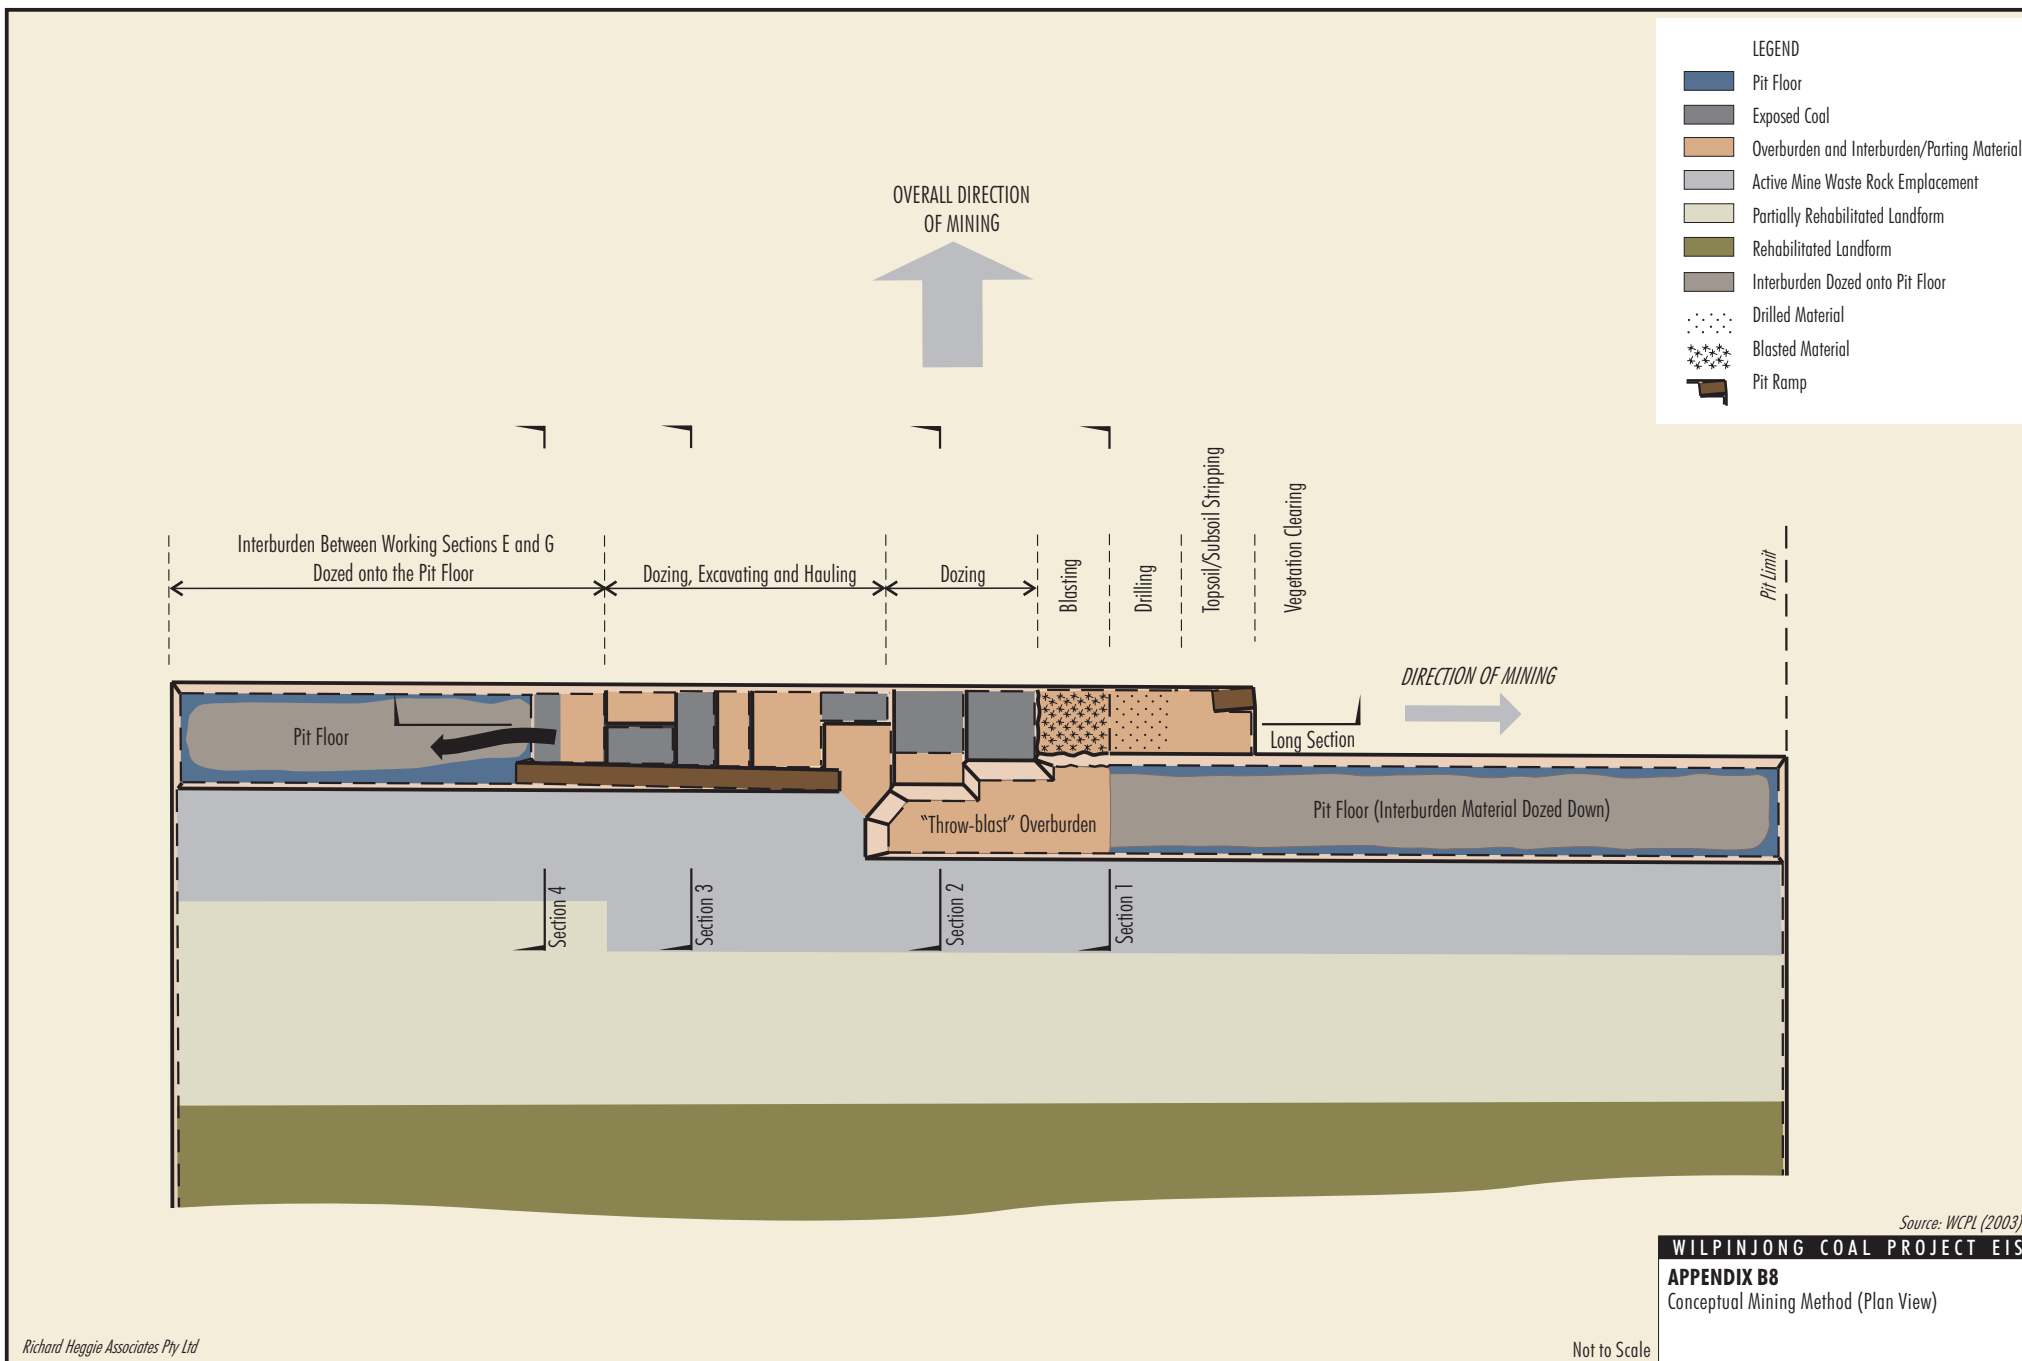 LEGEND
Pit Floor
Exposed Coal
Overburden and Interburden/Parting Material
Active Mine Waste Rock Emplacement
Partially Rehabilitated Landform
Rehabilitated Landform
Interburden Dozed onto Pit Floor
Drilled Material
Blasted Material
Pit Ramp
OVERALL DIRECTION
OF MINING
Interburden Between Working Sections E and G
Dozed onto the Pit Floor
Dozing, Excavating and Hauling
Dozing
Blasting
Drilling
Topsoil/Subsoil Stripping
Vegetation Clearing
Pit Limit
DIRECTION OF MINING
Long Section
Pit Floor
"Throw-blast" Overburden
Pit Floor (Interburden Material Dozed Down)
Section 4
Section 3
Section 2
Section 1
Source: WCPL (2003)
WILPINJONG COAL PROJECT EIS
APPENDIX B8
Conceptual Mining Method (Plan View)
Richard Heggie Associates Pty Ltd
Not to Scale